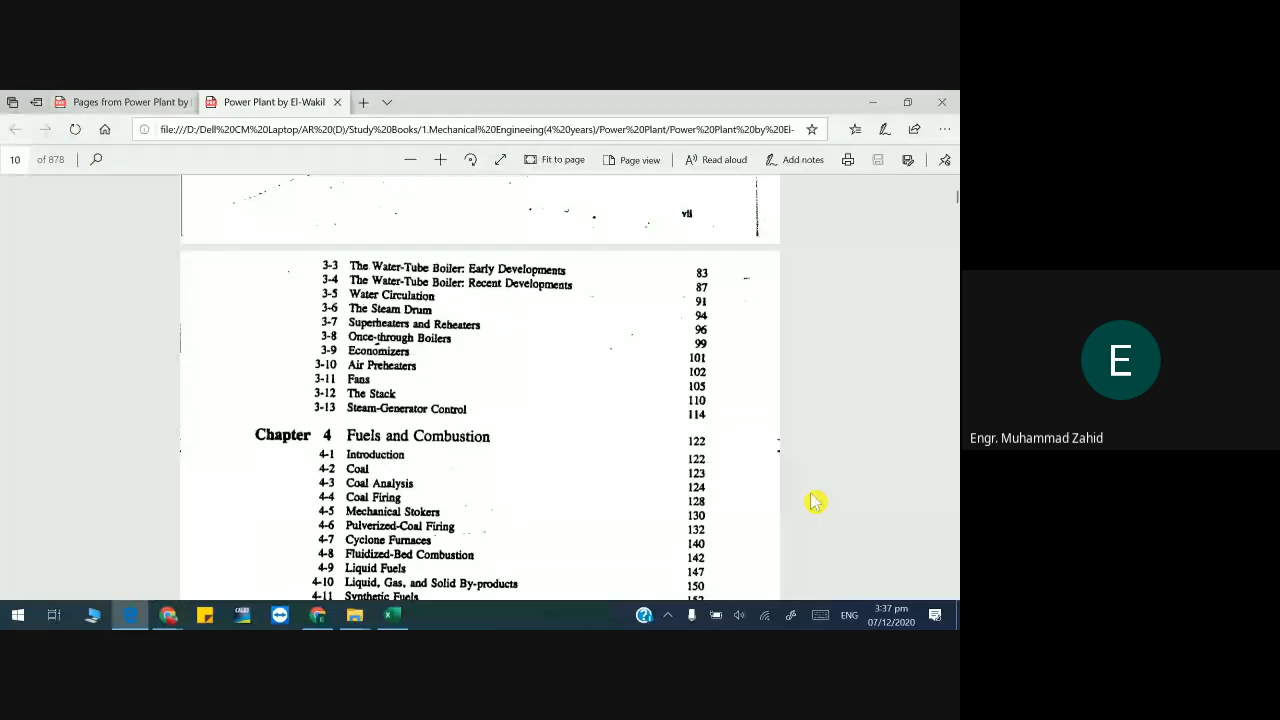 Pages from Power Plant by
Power Plant by El-Wakil
file:///D:/Dell%20CM%20Laptop/AR%20(D)/Study%20Books/1.Mechanical%20Engineeing(4%20years)/Power%20Plant/Power%20Plant%20by%20El-
10 of 878
Fit to page
Page view
Read aloud
Add notes
vii
3-3 The Water-Tube Boiler: Early Developments 83
3-4 The Water-Tube Boiler: Recent Developments 87
3-5 Water Circulation 91
3-6 The Steam Drum 94
3-7 Superheaters and Reheaters 96
3-8 Once-through Boilers 99
3-9 Economizers 101
3-10 Air Preheaters 102
3-11 Fans 105
3-12 The Stack 110
3-13 Steam-Generator Control 114
Chapter 4 Fuels and Combustion 122
4-1 Introduction 122
4-2 Coal 123
4-3 Coal Analysis 124
4-4 Coal Firing 128
4-5 Mechanical Stokers 130
4-6 Pulverized-Coal Firing 132
4-7 Cyclone Furnaces 140
4-8 Fluidized-Bed Combustion 142
4-9 Liquid Fuels 147
4-10 Liquid, Gas, and Solid By-products 150
4-11 Synthetic Fuels
E
Engr. Muhammad Zahid
ENG
3:37 pm
07/12/2020